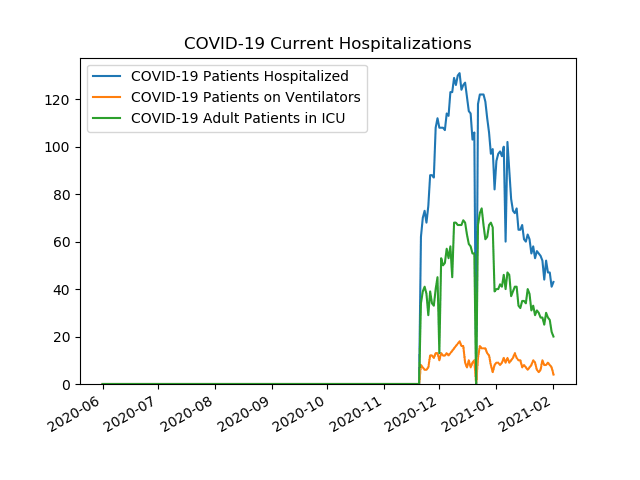 COVID-19 Current Hospitalizations
COVID-19 Patients Hospitalized
COVID-19 Patients on Ventilators
COVID-19 Adult Patients in ICU
120
100
80
60
40
20
0
2020-06 2020-07 2020-08 2020-09 2020-10 2020-11 2020-12 2021-01 2021-02